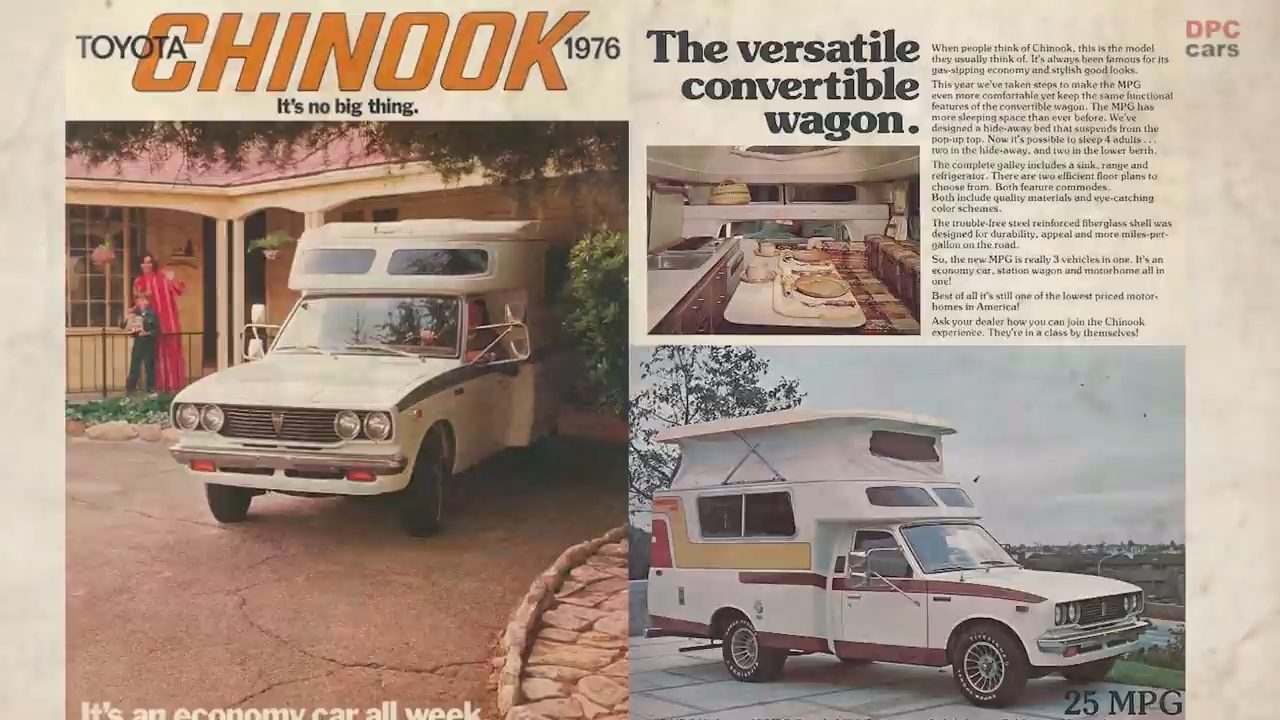 TOYOTA CHINOOK 1976
It's no big thing.
It's an economy car all week
The versatile
convertible
wagon.
When people think of Chinook, this is the model
they usually think of. It's always been famous for its
gas-sipping economy and stylish good looks.
This year we've taken steps to make the MPG
even more comfortable yet keep the same functional
features of the convertible wagon. The MPG has
more sleeping space than ever before. We've
designed a hide-away bed that suspends from the
pop-up top. Now it's possible to sleep 4 adults . . .
two in the hide-away, and two in the lower berth.
The complete galley includes a sink, range and
refrigerator. There are two efficient floor plans to
choose from. Both feature commodes.
Both include quality materials and eye-catching
color schemes.
The trouble-free steel reinforced fiberglass shell was
designed for durability, appeal and more miles-per-
gallon on the road.
So, the new MPG is really 3 vehicles in one. It's an
economy car, station wagon and motorhome all in
one!
Best of all it's still one of the lowest priced motor-
homes in America!
Ask your dealer how you can join the Chinook
experience. They're in a class by themselves!
25 MPG
DPC
cars